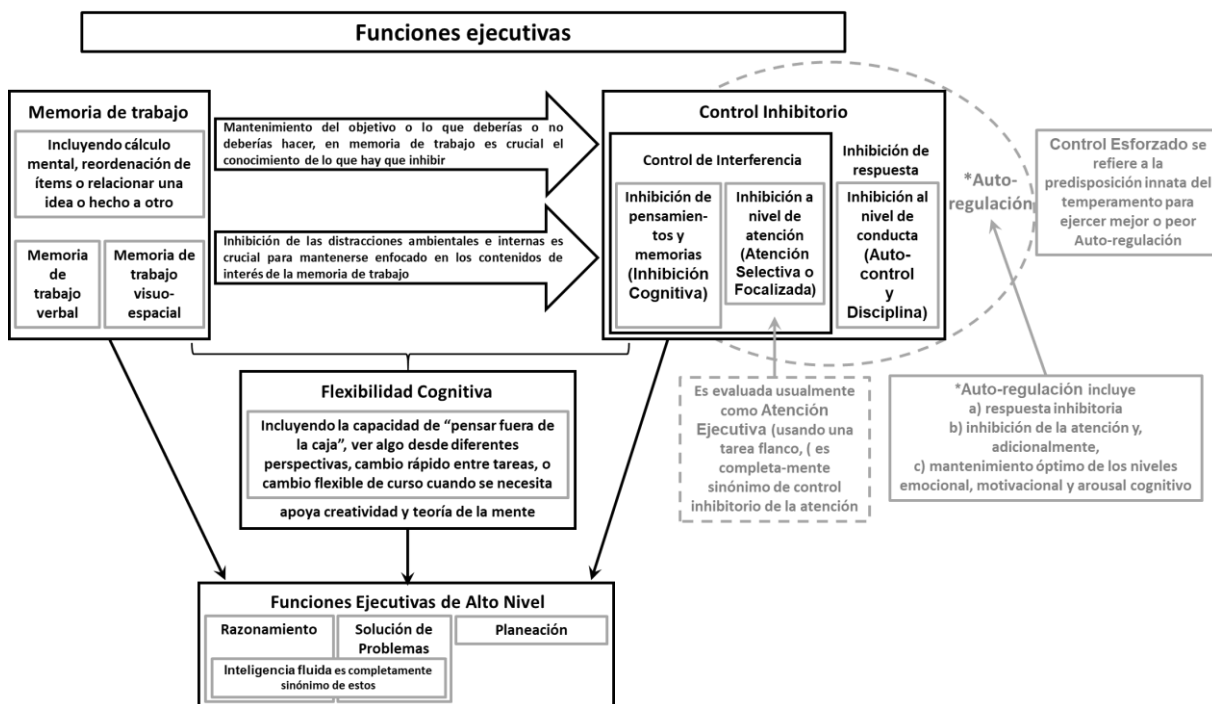 Funciones ejecutivas
Memoria de trabajo
Incluyendo cálculo
mental, reordenación de
ítems o relacionar una
idea o hecho a otro
Memoria
de
trabajo
verbal
Memoria de
trabajo
visuo-
espacial
Mantenimiento del objetivo o lo que deberías o no
deberías hacer, en memoria de trabajo es crucial el
conocimiento de lo que hay que inhibir
Inhibición de las distracciones ambientales e internas es
crucial para mantenerse enfocado en los contenidos de
interés de la memoria de trabajo
Control Inhibitorio
Control de Interferencia
Inhibición de
pensamien-
tos y
memorias
(Inhibición
Cognitiva)
Inhibición a
nivel de
atención
(Atención
Selectiva o
Focalizada)
Inhibición de
respuesta
Inhibición al
nivel de
conducta
(Auto-
control
y
Disciplina)
*Auto-
regulación
Control Esforzado se
refiere a la
predisposición innata del
temperamento para
ejercer mejor o peor
Auto-regulación
Flexibilidad Cognitiva
Incluyendo la capacidad de “pensar fuera de
la caja”, ver algo desde diferentes
perspectivas, cambio rápido entre tareas, o
cambio flexible de curso cuando se necesita
apoya creatividad y teoría de la mente
Es evaluada usualmente
como Atención
Ejecutiva (usando una
tarea flanco, ( es
completa-mente
sinónimo de control
inhibitorio de la atención
*Auto-regulación incluye
a) respuesta inhibitoria
b) inhibición de la atención y,
adicionalmente,
c) mantenimiento óptimo de los niveles
emocional, motivacional y arousal cognitivo
Funciones Ejecutivas de Alto Nivel
Razonamiento
Solución de
Problemas
Planeación
Inteligencia fluida es completamente
sinónimo de estos